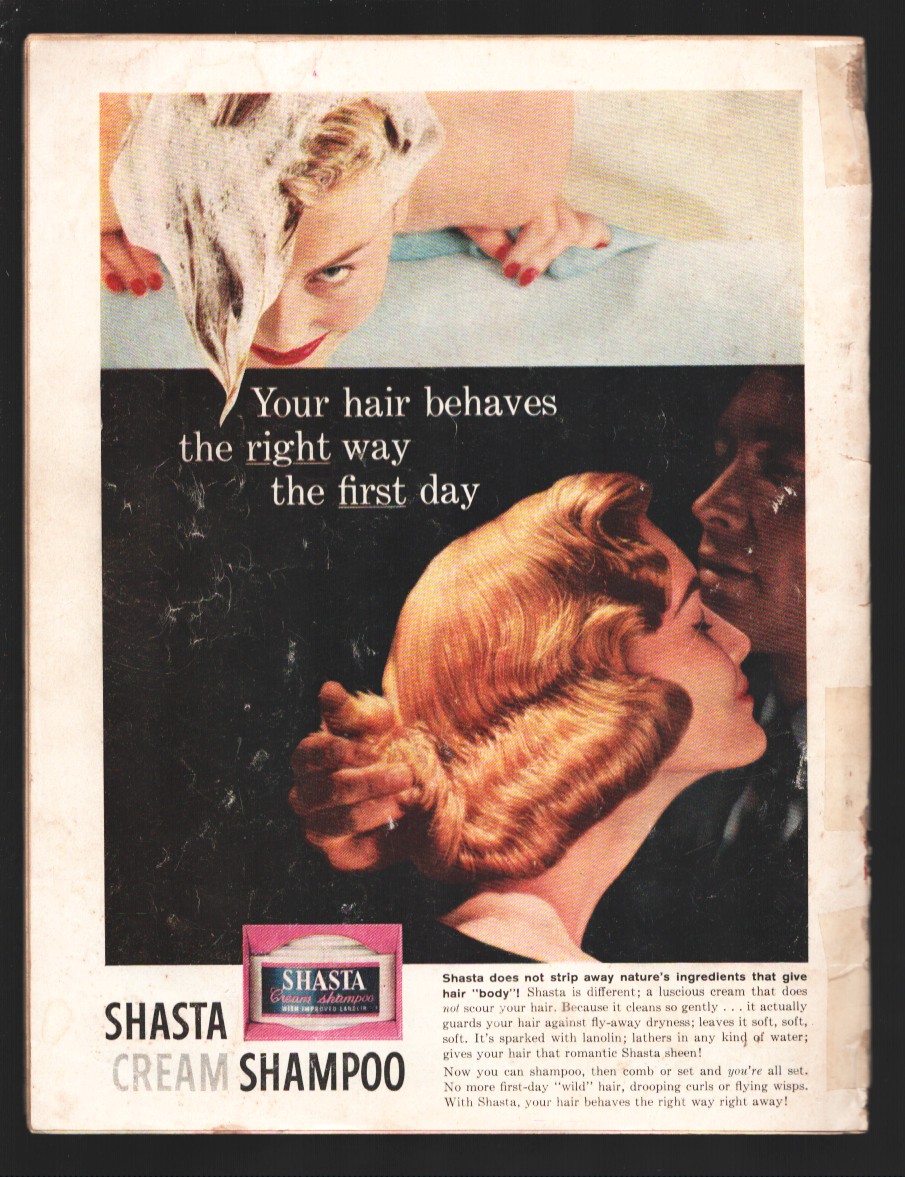 Your hair behaves
the right way
the first day
SHASTA
Cream shampoo
WITH IMPROVED LANOLIN
SHASTA
CREAM SHAMPOO
Shasta does not strip away nature's ingredients that give
hair "body"! Shasta is different; a luscious cream that does
not scour your hair. Because it cleans so gently . . . it actually
guards your hair against fly-away dryness; leaves it soft, soft,
soft. It's sparked with lanolin; lathers in any kind of water;
gives your hair that romantic Shasta sheen!
Now you can shampoo, then comb or set and you're all set.
No more first-day "wild" hair, drooping curls or flying wisps.
With Shasta, your hair behaves the right way right away!